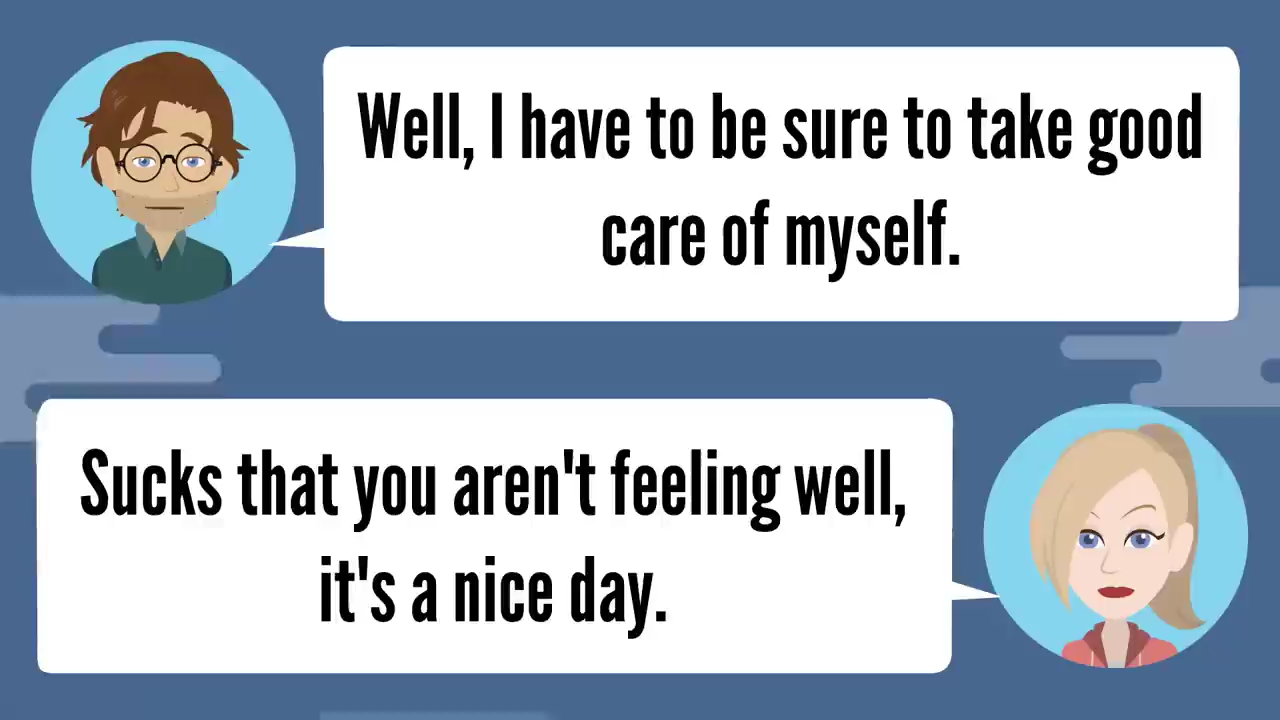 Well, I have to be sure to take good
care of myself.
Sucks that you aren't feeling well,
it's a nice day.